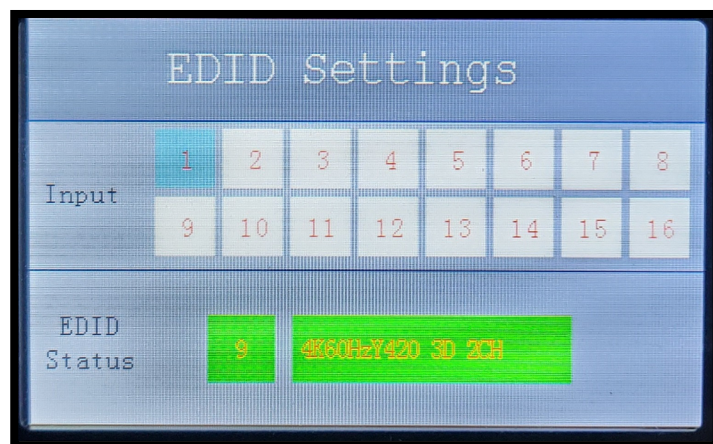 EDID Settings
Input
1 2 3 4 5 6 7 8
9 10 11 12 13 14 15 16
EDID
Status
9 4K60HzY420 3D 2CH